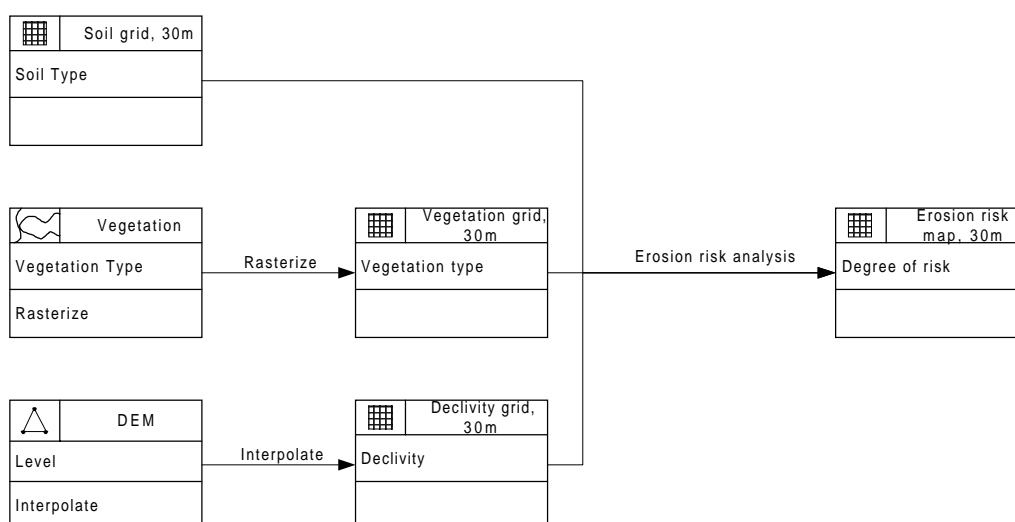 Soil grid, 30m
Soil Type
Vegetation
Vegetation Type
Rasterize
Rasterize
Vegetation grid,
30m
Vegetation type
Erosion risk analysis
Erosion risk
map, 30m
Degree of risk
DEM
Level
Interpolate
Interpolate
Declivity grid,
30m
Declivity